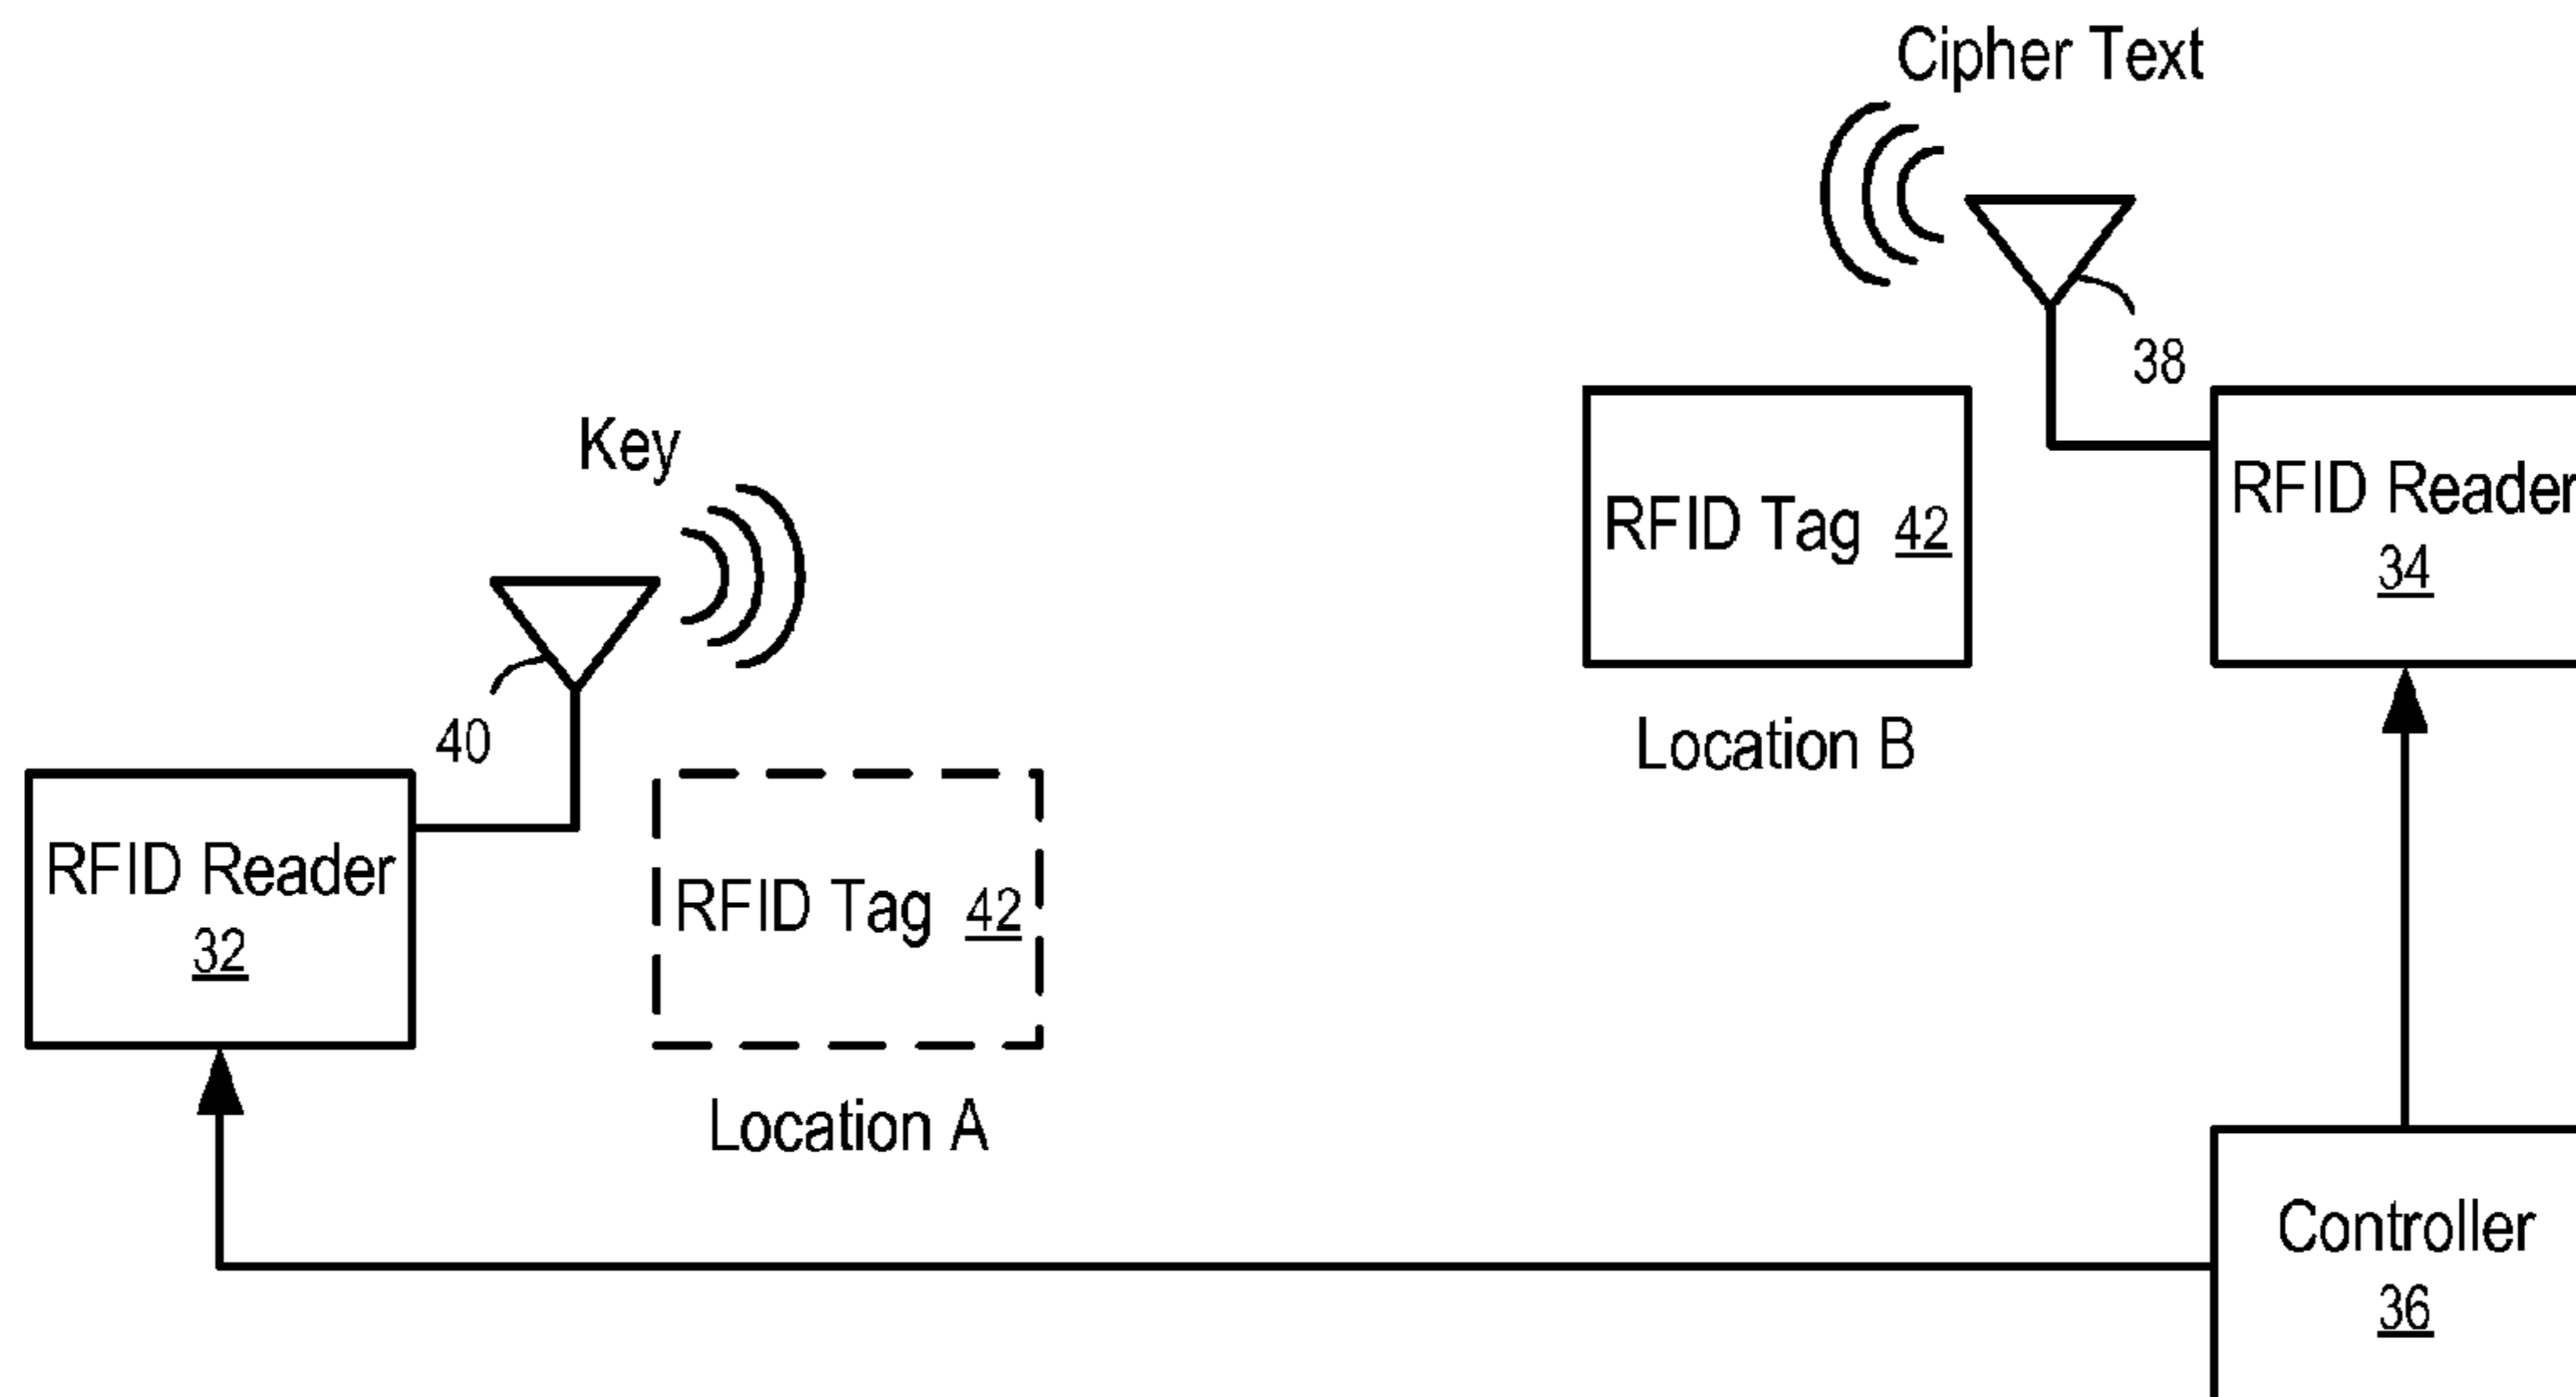 Cipher Text
38
Key
RFID Tag 42
RFID Reader
34
Location B
40
RFID Reader
32
RFID Tag 42
Location A
Controller
36